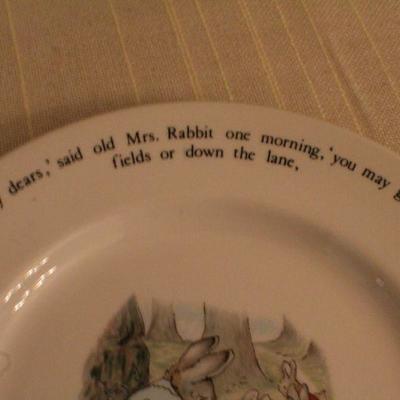 y dears,' said old Mrs. Rabbit one morning, 'you may g
fields or down the lane,